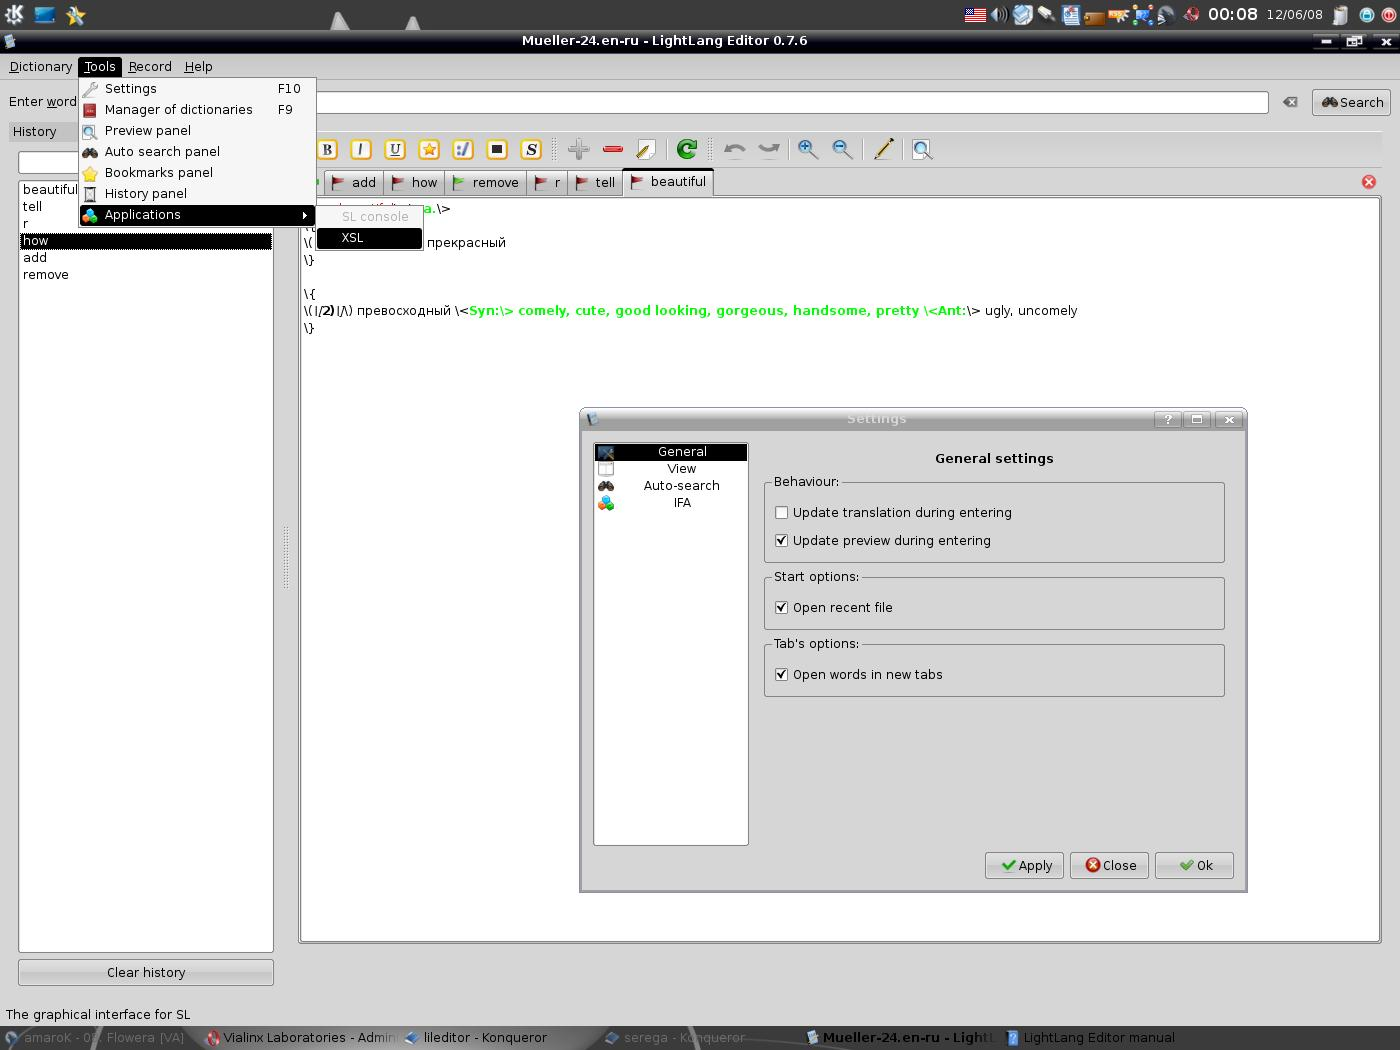 00:08 12/06/08
Mueller-24.en-ru - LightLang Editor 0.7.6
Dictionary Tools Record Help
Settings F10
Manager of dictionaries F9
Preview panel
Auto search panel
Bookmarks panel
History panel
Applications
SL console
XSL
Enter word
Search
History
B I U S
add how remove r tell beautiful
beautiful
tell
r
how
add
remove
a.\>
\( прекрасный
\}
\{
\(|/2)|/\) превосходный \<Syn:\> comely, cute, good looking, gorgeous, handsome, pretty \<Ant:\> ugly, uncomely
\}
Settings
General
View
Auto-search
IFA
General settings
Behaviour:
Update translation during entering
Update preview during entering
Start options:
Open recent file
Tab's options:
Open words in new tabs
Apply Close Ok
Clear history
The graphical interface for SL
amaroK - Flowera [VA] Vialinx Laboratories - Admin lileditor - Konqueror serega - Konqueror Mueller-24.en-ru - LightL LightLang Editor manual